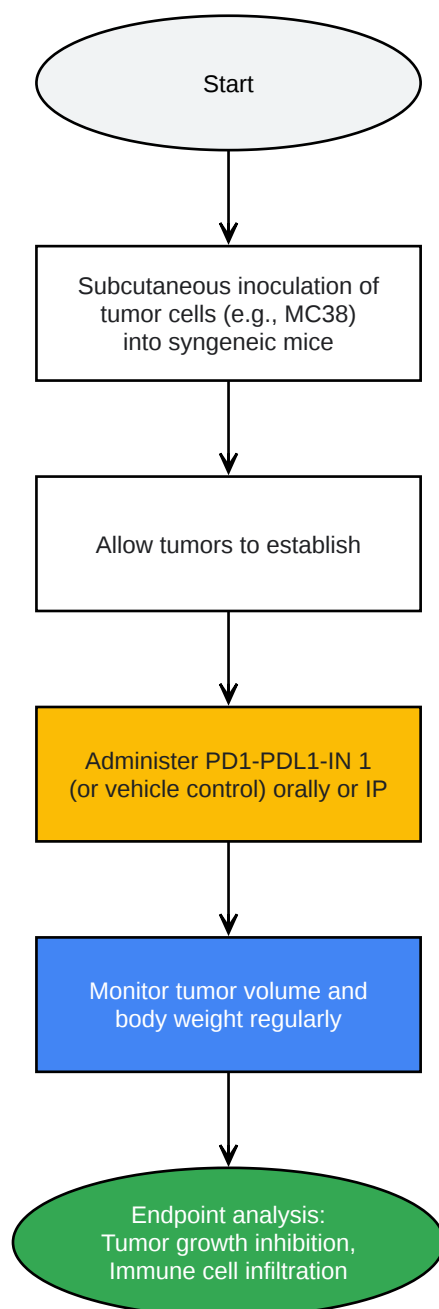 Start
Subcutaneous inoculation of
tumor cells (e.g., MC38)
into syngeneic mice
Allow tumors to establish
Administer PD1-PDL1-IN 1
(or vehicle control) orally or IP
Monitor tumor volume and
body weight regularly
Endpoint analysis:
Tumor growth inhibition,
Immune cell infiltration